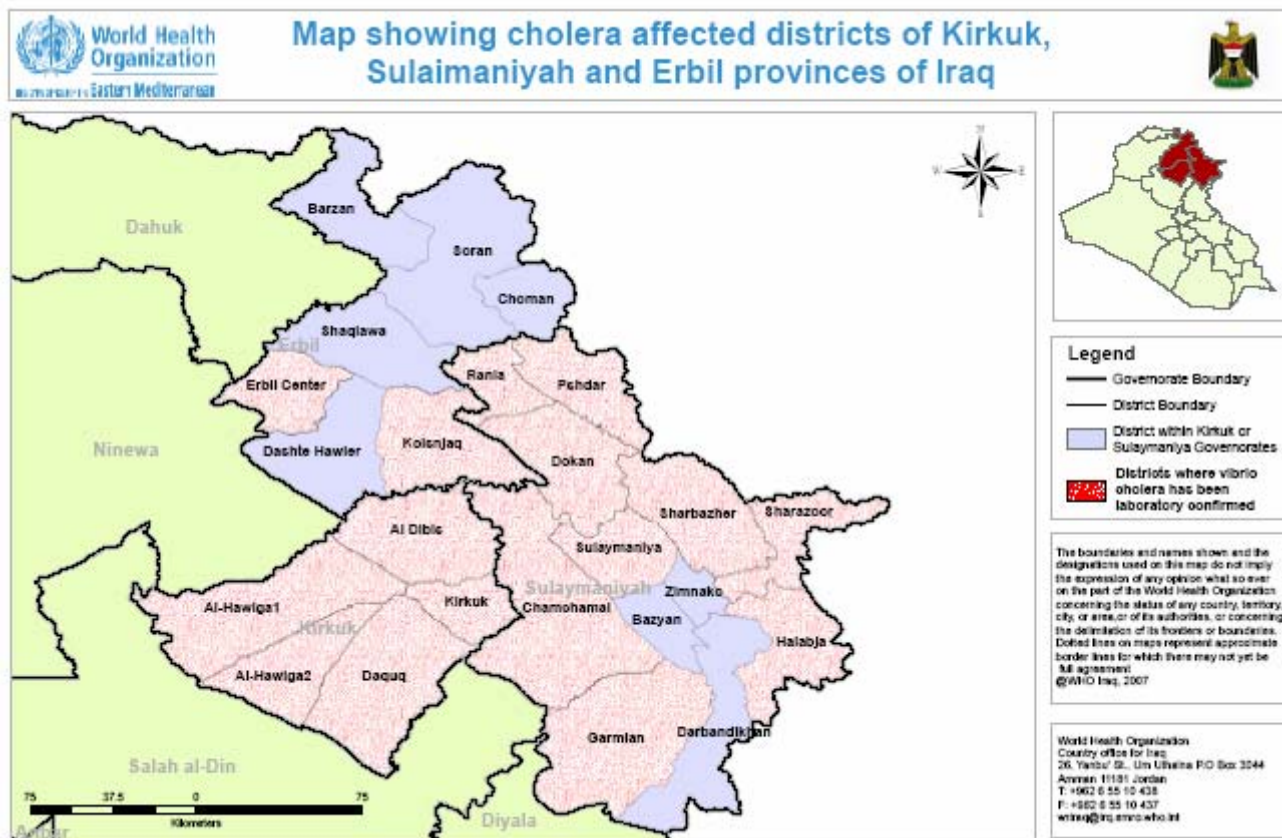 World Health
Organization
Eastern Mediterranean
Map showing cholera affected districts of Kirkuk,
Sulaimaniyah and Erbil provinces of Iraq
N
W
E
S
Dahuk
Barzan
Soran
Choman
Shaqlawa
Erbil
Erbil Center
Rania
Pshdar
Ninewa
Dashte Hawler
Koisnjaq
Dokan
Al Dibis
Sharbazher
Sharazoor
Sulaymaniya
Sulaymaniyah
Zimnako
Al-Hawiga1
Kirkuk
Chamchamal
Bazyan
Kirkuk
Halabja
Al-Hawiga2
Daquq
Garmian
Darbandikhan
Salah al-Din
Diyala
Anbar
75 37.5 0 75
Kilometers
Legend
Governorate Boundary
District Boundary
District within Kirkuk or
Sulaymaniya Governorates
Districts where vibrio
cholera has been
laboratory confirmed
The boundaries and names shown and the
designations used on this map do not imply
the expression of any opinion what so ever
on the part of the World Health Organization
concerning the status of any country, territory,
city, or area,or of its authorities, or concerning
the delimitation of its frontiers or boundaries.
Dotted lines on maps represent approximate
border lines for which there may not yet be
full agreement
@WHO Iraq, 2007
World Health Organization
Country office for Iraq
26, Yanbu' St., Um Utheina P.O Box 3044
Amman 11181 Jordan
T: +962 6 55 10 438
F: +962 6 55 10 437